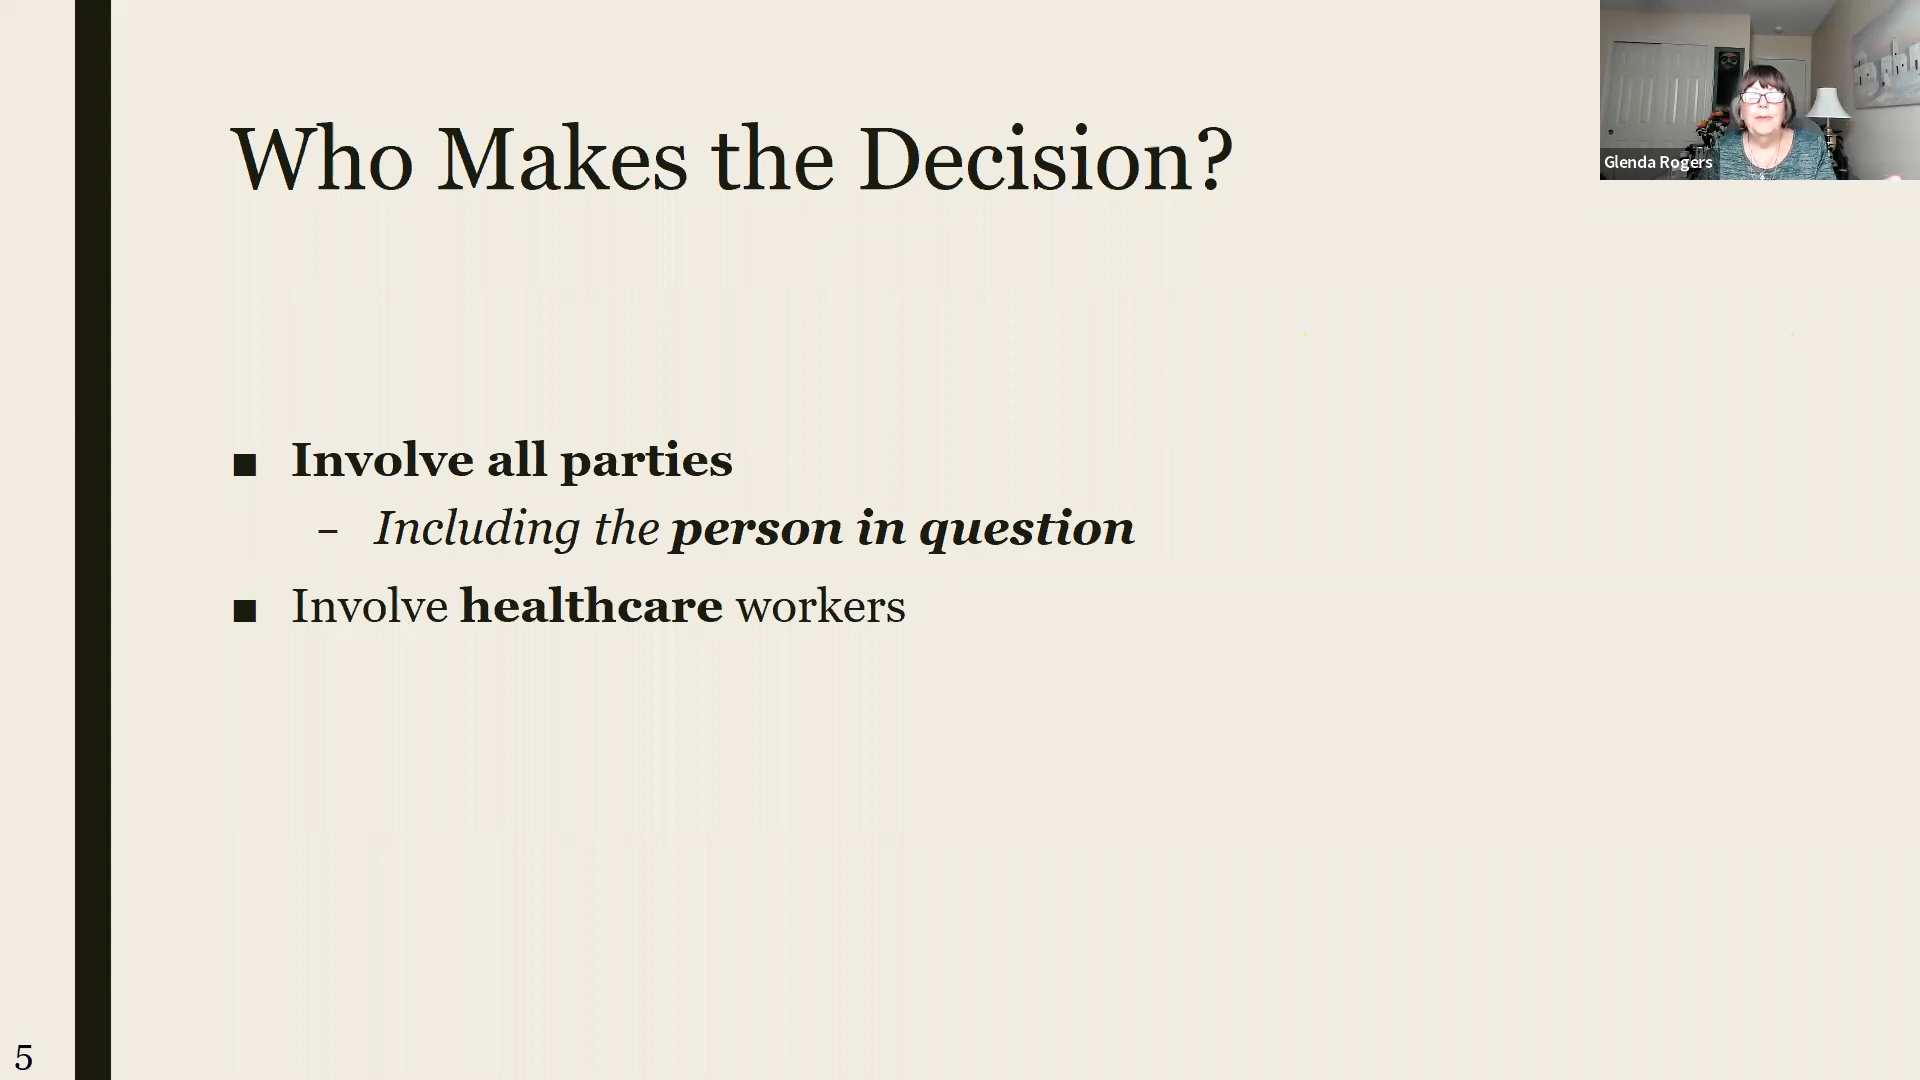 Who Makes the Decision?
Glenda Rogers
■ Involve all parties
– Including the person in question
■ Involve healthcare workers
5